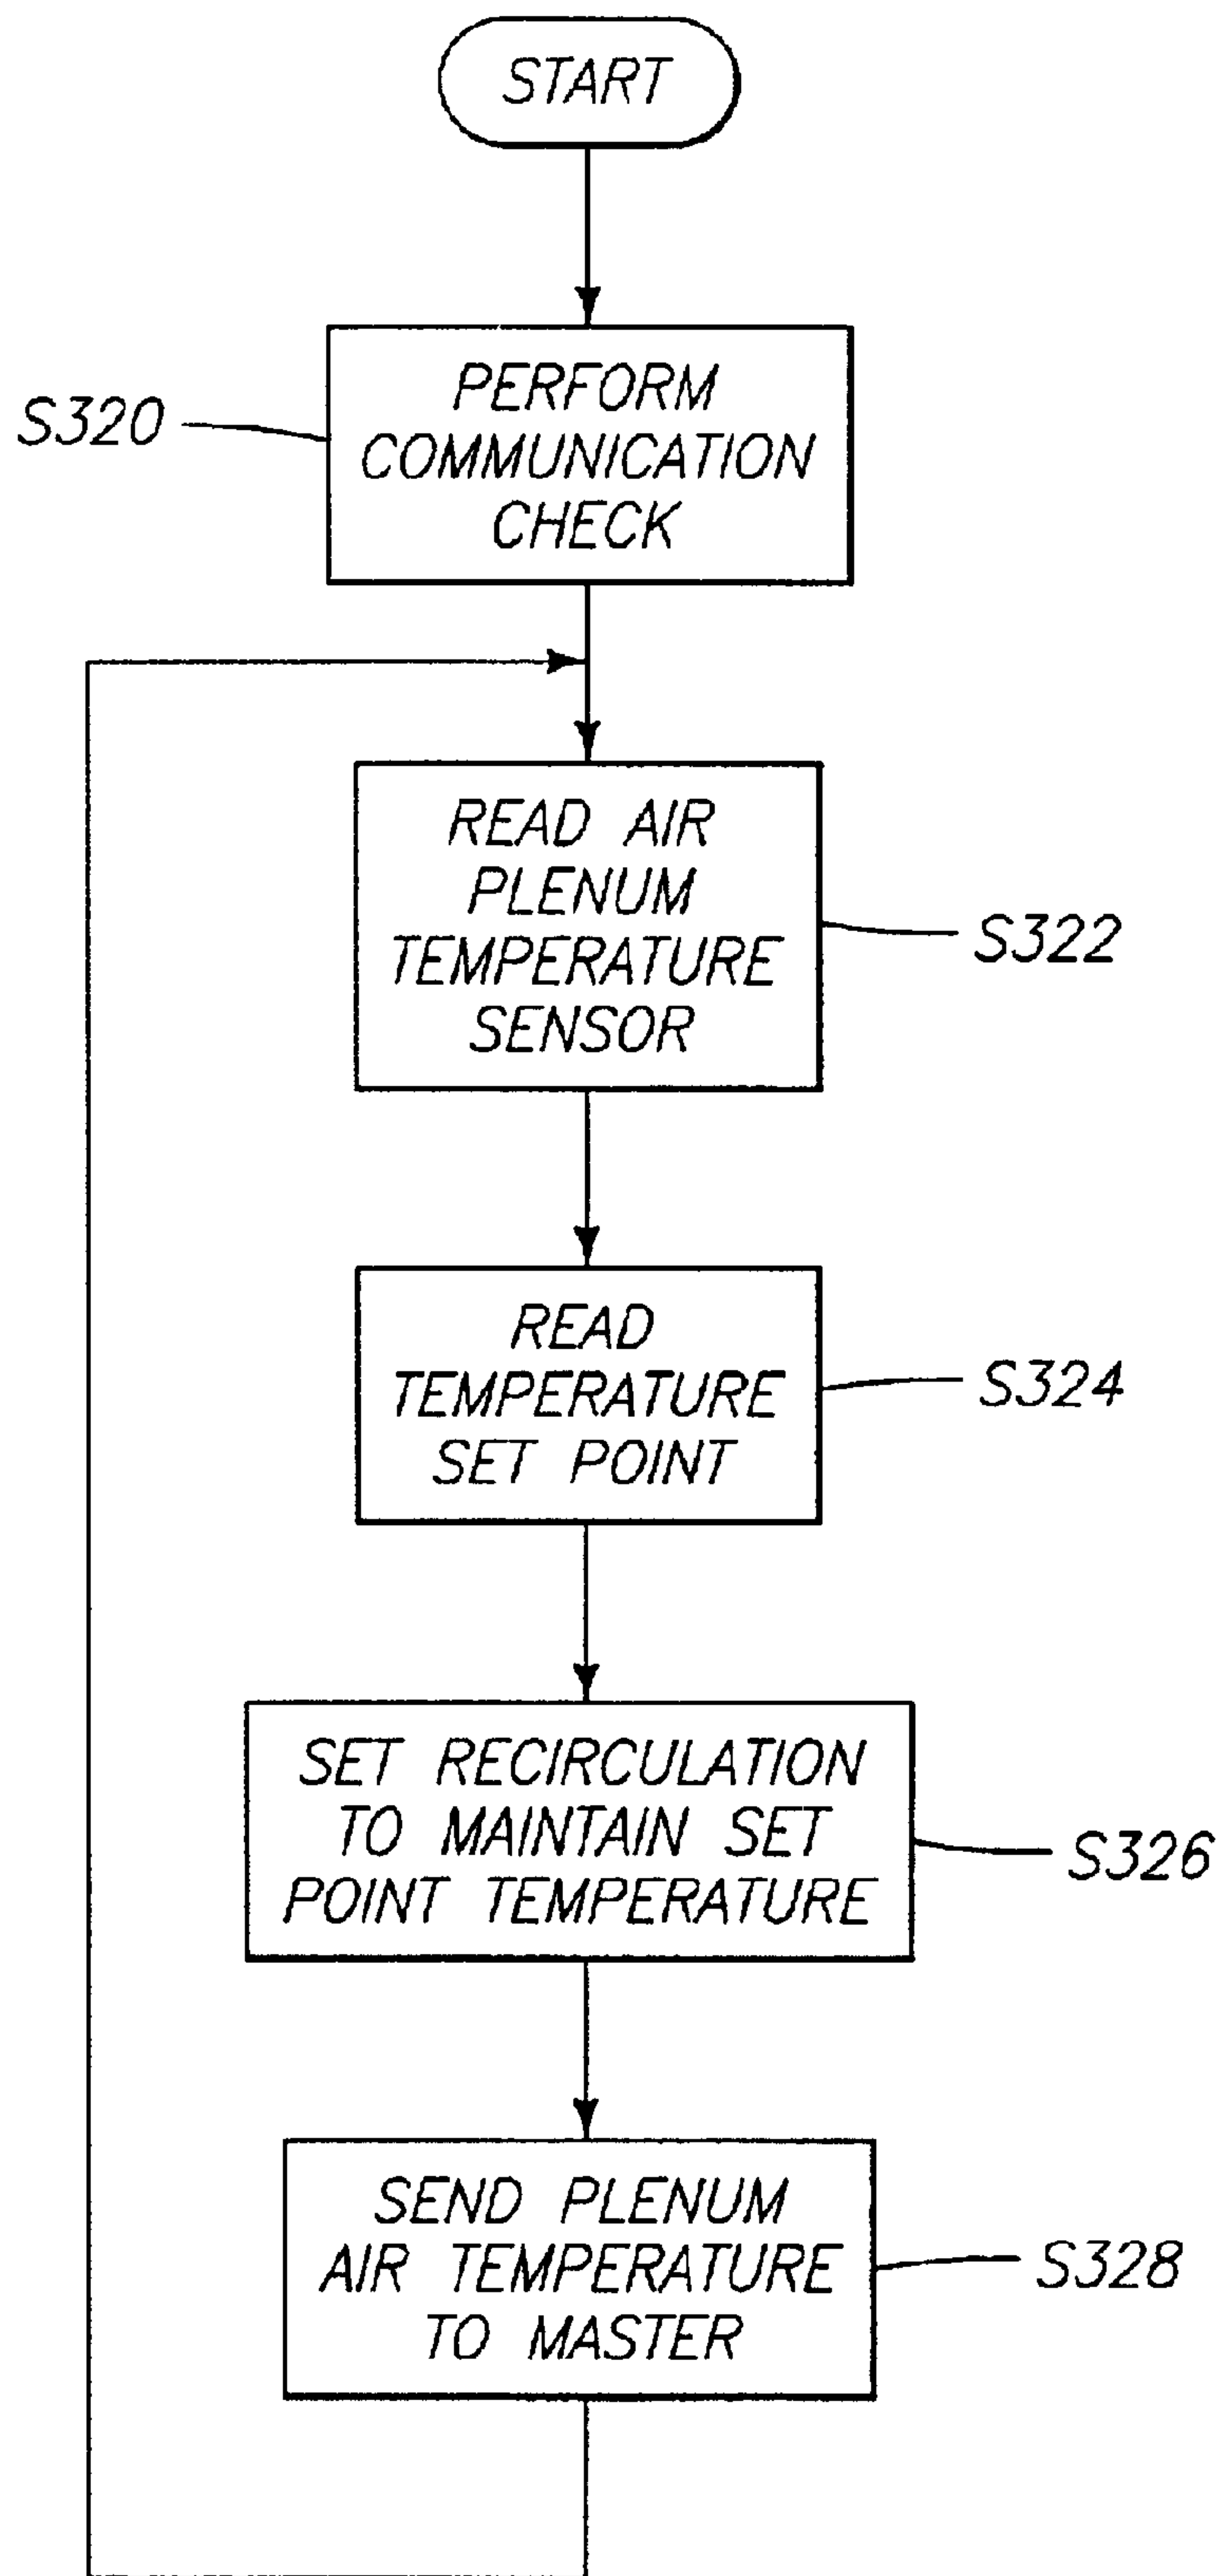 START
PERFORM
COMMUNICATION
CHECK
S320
READ AIR
PLENUM
TEMPERATURE
SENSOR
S322
READ
TEMPERATURE
SET POINT
S324
SET RECIRCULATION
TO MAINTAIN SET
POINT TEMPERATURE
S326
SEND PLENUM
AIR TEMPERATURE
TO MASTER
S328